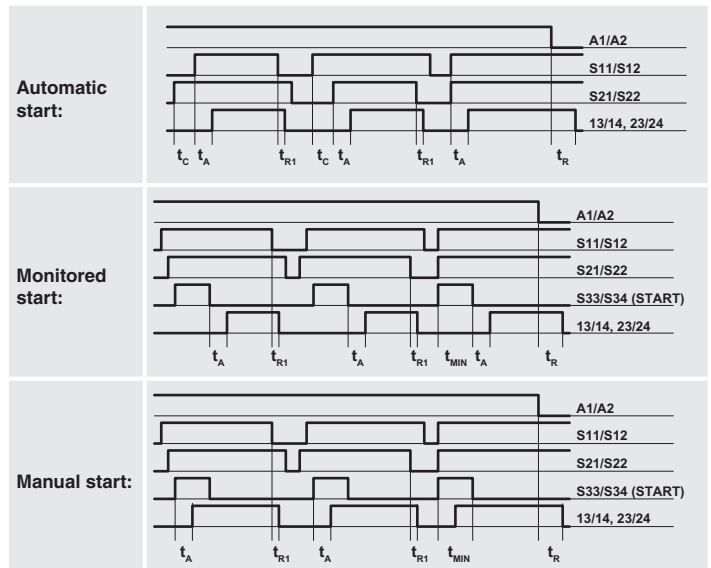 Automatic
start:
A1/A2
S11/S12
S21/S22
13/14, 23/24
tC tA tR1 tC tA tR1 tA tR
Monitored
start:
A1/A2
S11/S12
S21/S22
S33/S34 (START)
13/14, 23/24
tA tR1 tA tR1 tMIN tA tR
Manual start:
A1/A2
S11/S12
S21/S22
S33/S34 (START)
13/14, 23/24
tA tR1 tA tR1 tMIN tR